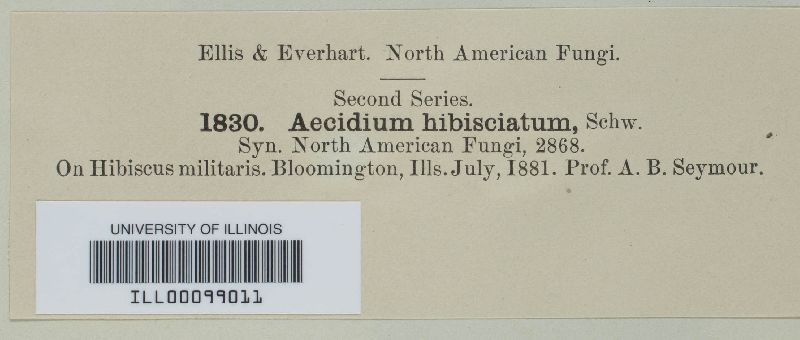 Ellis & Everhart. North American Fungi.
Second Series.
1830. Aecidium hibisciatum, Schw.
Syn. North American Fungi, 2868.
On Hibiscus militaris. Bloomington, Ills. July, 1881. Prof. A. B. Seymour.
UNIVERSITY OF ILLINOIS
ILL00099011